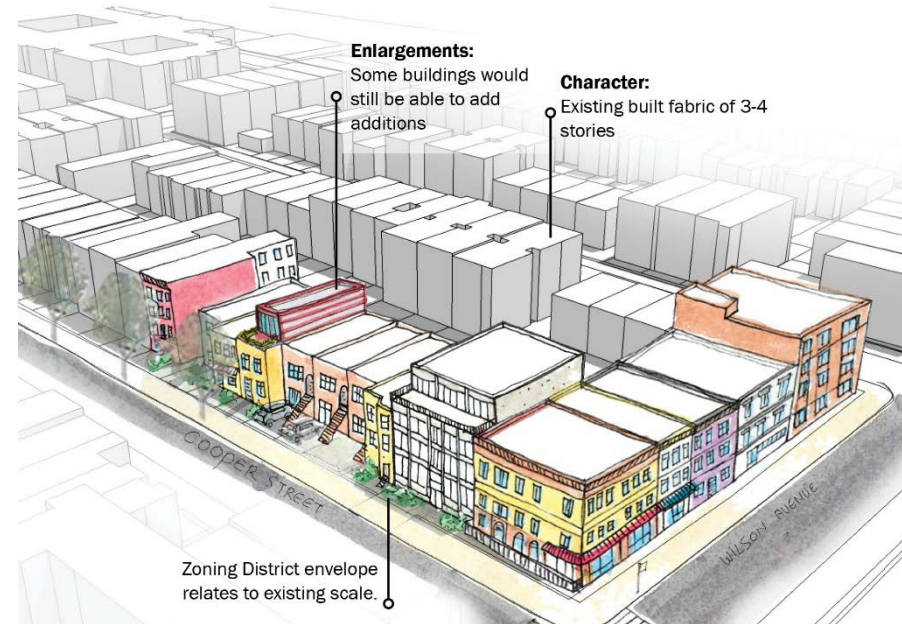 Enlargements:
Some buildings would
still be able to add
additions
Character:
Existing built fabric of 3-4
stories
COOPER STREET
WILSON AVENUE
Zoning District envelope
relates to existing scale.